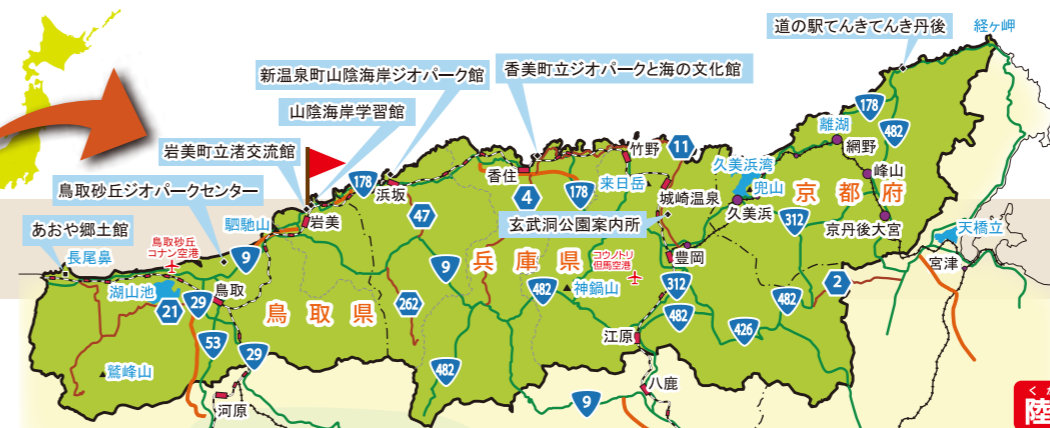 道の駅てんきてんき丹後
経ヶ岬
新温泉町山陰海岸ジオパーク館
香美町立ジオパークと海の文化館
山陰海岸学習館
岩美町立渚交流館
鳥取砂丘ジオパークセンター
あおや郷土館
178
482
離湖
網野
竹野
11
久美浜湾
峰山
178
香住
来日岳
兜山
京都府
浜坂
4
178
城崎温泉
久美浜
47
312
岩美
駟馳山
玄武洞公園案内所
京丹後大宮
天橋立
鳥取砂丘
コナン空港
長尾鼻
9
兵庫県
コウノトリ
但馬空港
豊岡
宮津
9
湖山池
鳥取
29
21
鳥取県
262
482
神鍋山
312
482
482
2
426
53
江原
29
鷲峰山
482
八鹿
河原
9
く
陸